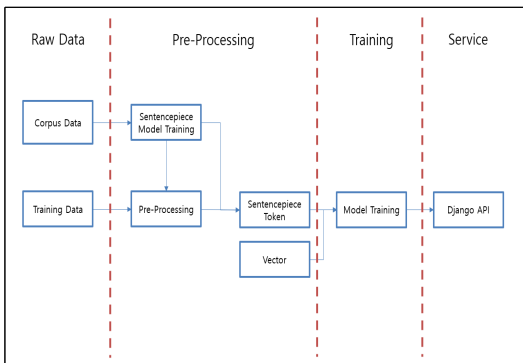 Raw Data
Pre-Processing
Training
Service
Corpus Data
Sentencepiece
Model Training
Training Data
Pre-Processing
Sentencepiece
Token
Model Training
Django API
Vector